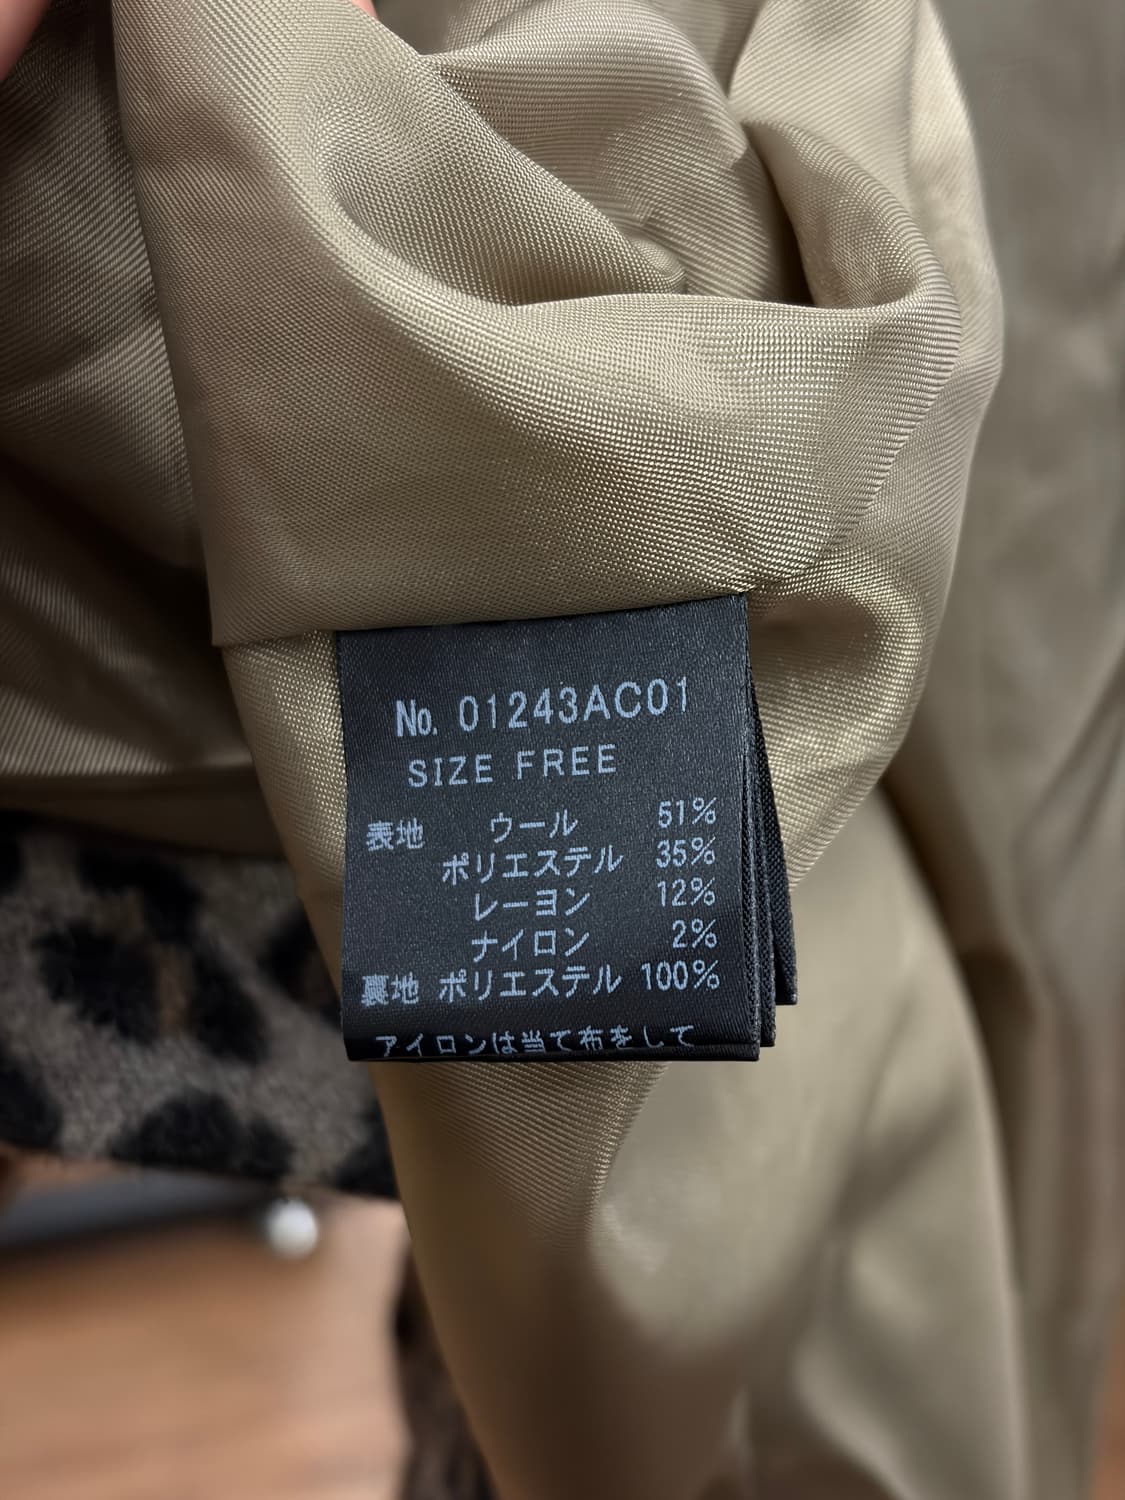 No. 01243AC01
SIZE FREE
表地 ウール 51%
ポリエステル 35%
レーヨン 12%
ナイロン 2%
裏地 ポリエステル 100%
アイロンは当て布をして